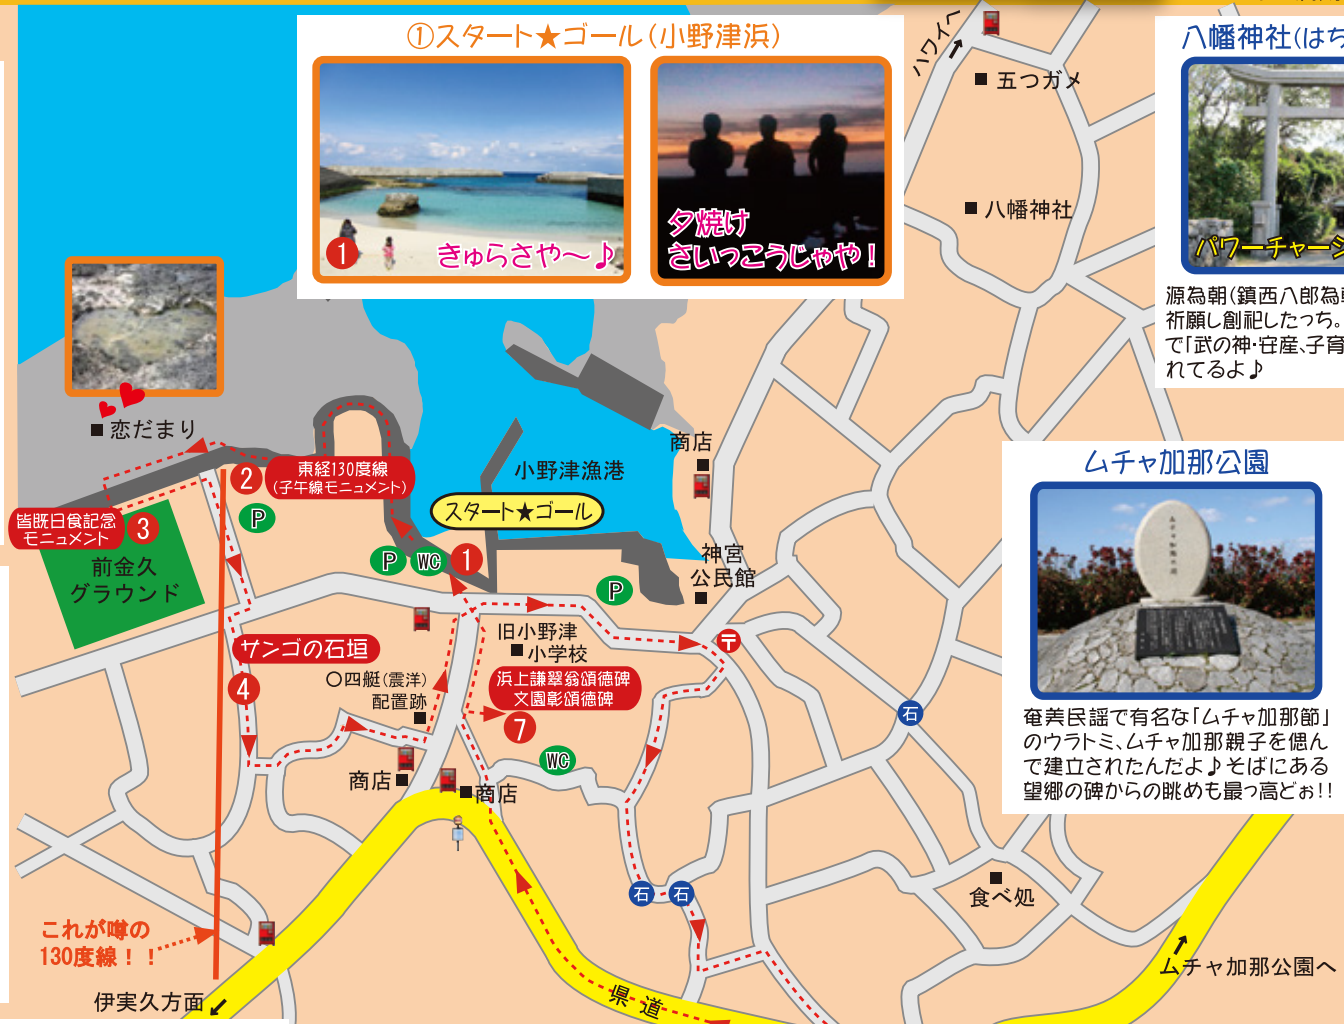 ①スタート★ゴール(小野津浜)
1
きゅらさや～♪
夕焼け
さいっこうじゃや！
ハワイへ
五つガメ
八幡神社
八幡神社(はち
パワーチャージ
源為朝(鎮西八郎為朝
祈願し創祀したっち。
で「武の神・安産、子育
れてるよ♪
恋だまり
2
東経130度線
(子午線モニュメント)
皆既日食記念
モニュメント
3
前金久
グラウンド
P
小野津漁港
スタート★ゴール
P
WC
1
商店
神宮
公民館
P
〒
ムチャ加那公園
奄美民謡で有名な「ムチャ加那節」
のウラトミ、ムチャ加那親子を偲ん
で建立されたんだよ♪そばにある
望郷の碑からの眺めも最っ高どぉ!!
サンゴの石垣
4
○四艇(震洋)
配置跡
旧小野津
小学校
浜上謙翠翁頌徳碑
文園彰頌徳碑
7
WC
商店
商店
石
石
石
食べ処
これが噂の
130度線！！
伊実久方面
県道
ムチャ加那公園へ